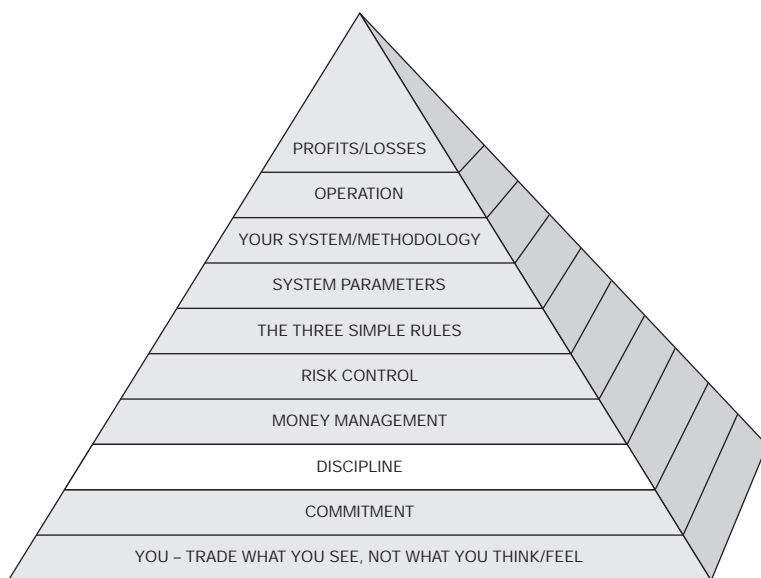 PROFITS/LOSSES
OPERATION
YOUR SYSTEM/METHODOLOGY
SYSTEM PARAMETERS
THE THREE SIMPLE RULES
RISK CONTROL
MONEY MANAGEMENT
DISCIPLINE
COMMITMENT
YOU – TRADE WHAT YOU SEE, NOT WHAT YOU THINK/FEEL